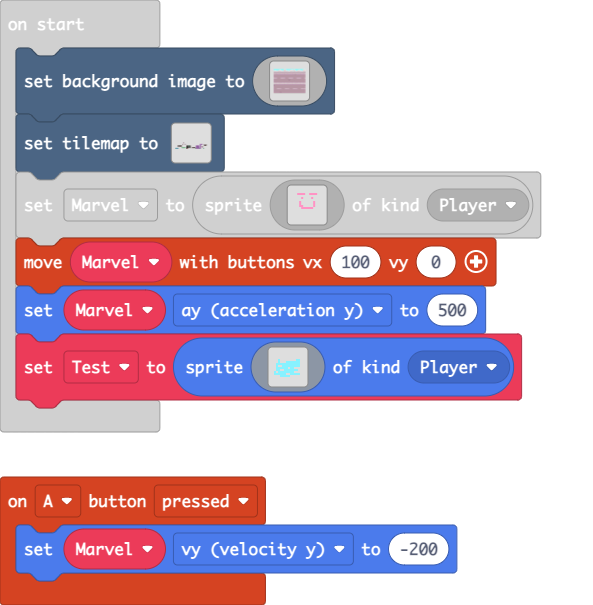 on start
set background image to
set tilemap to
set Marvel to sprite of kind Player
move Marvel with buttons vx 100 vy 0
set Marvel ay (acceleration y) to 500
set Test to sprite of kind Player
on A button pressed
set Marvel vy (velocity y) to -200